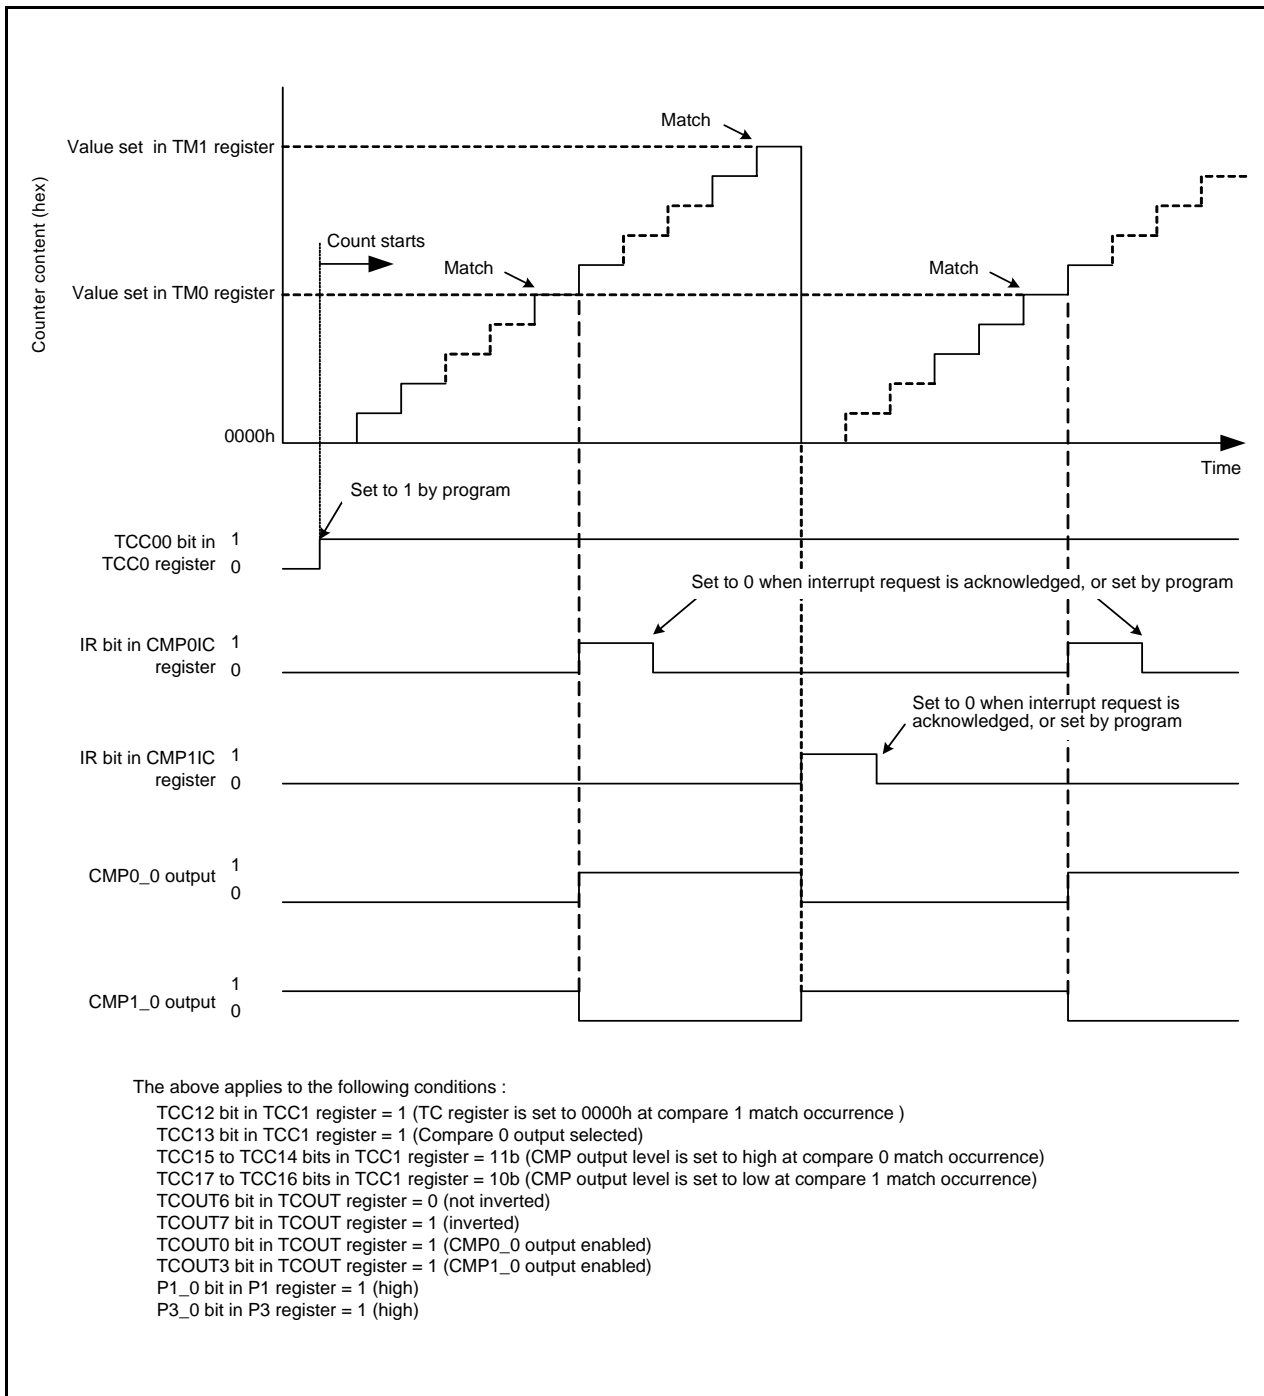 Match
Value set in TM1 register
Counter content (hex)
Count starts
Match
Match
Value set in TM0 register
0000h
Time
Set to 1 by program
TCC00 bit in
TCC0 register
1
0
Set to 0 when interrupt request is acknowledged, or set by program
IR bit in CMP0IC
register
1
0
Set to 0 when interrupt request is
acknowledged, or set by program
IR bit in CMP1IC
register
1
0
CMP0_0 output
1
0
CMP1_0 output
1
0
The above applies to the following conditions :
TCC12 bit in TCC1 register = 1 (TC register is set to 0000h at compare 1 match occurrence )
TCC13 bit in TCC1 register = 1 (Compare 0 output selected)
TCC15 to TCC14 bits in TCC1 register = 11b (CMP output level is set to high at compare 0 match occurrence)
TCC17 to TCC16 bits in TCC1 register = 10b (CMP output level is set to low at compare 1 match occurrence)
TCOUT6 bit in TCOUT register = 0 (not inverted)
TCOUT7 bit in TCOUT register = 1 (inverted)
TCOUT0 bit in TCOUT register = 1 (CMP0_0 output enabled)
TCOUT3 bit in TCOUT register = 1 (CMP1_0 output enabled)
P1_0 bit in P1 register = 1 (high)
P3_0 bit in P3 register = 1 (high)